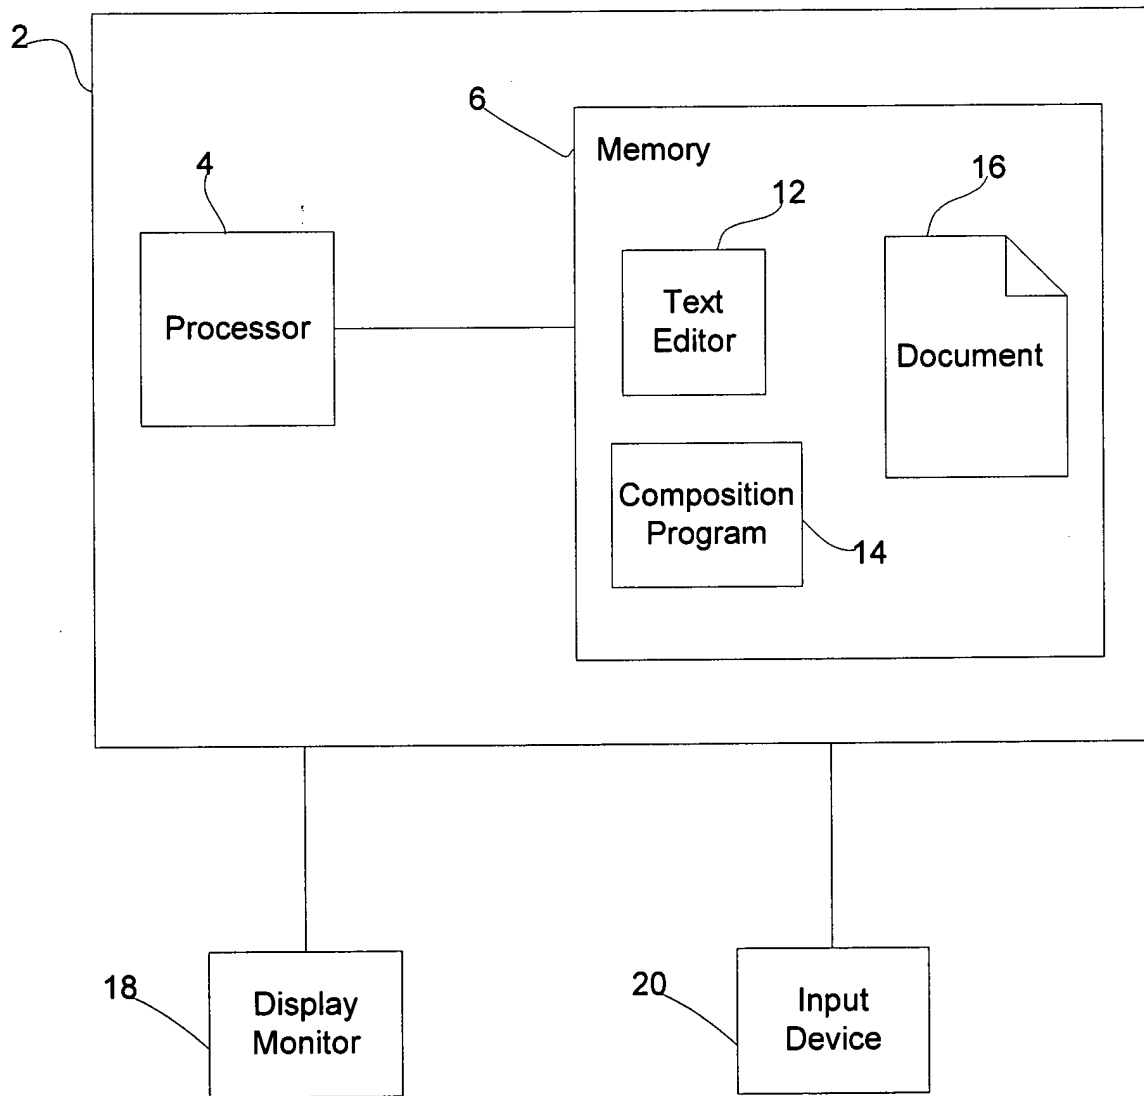 2
6
Memory
4
12
16
Processor
Text
Editor
Document
Composition
Program
14
18
Display
Monitor
20
Input
Device